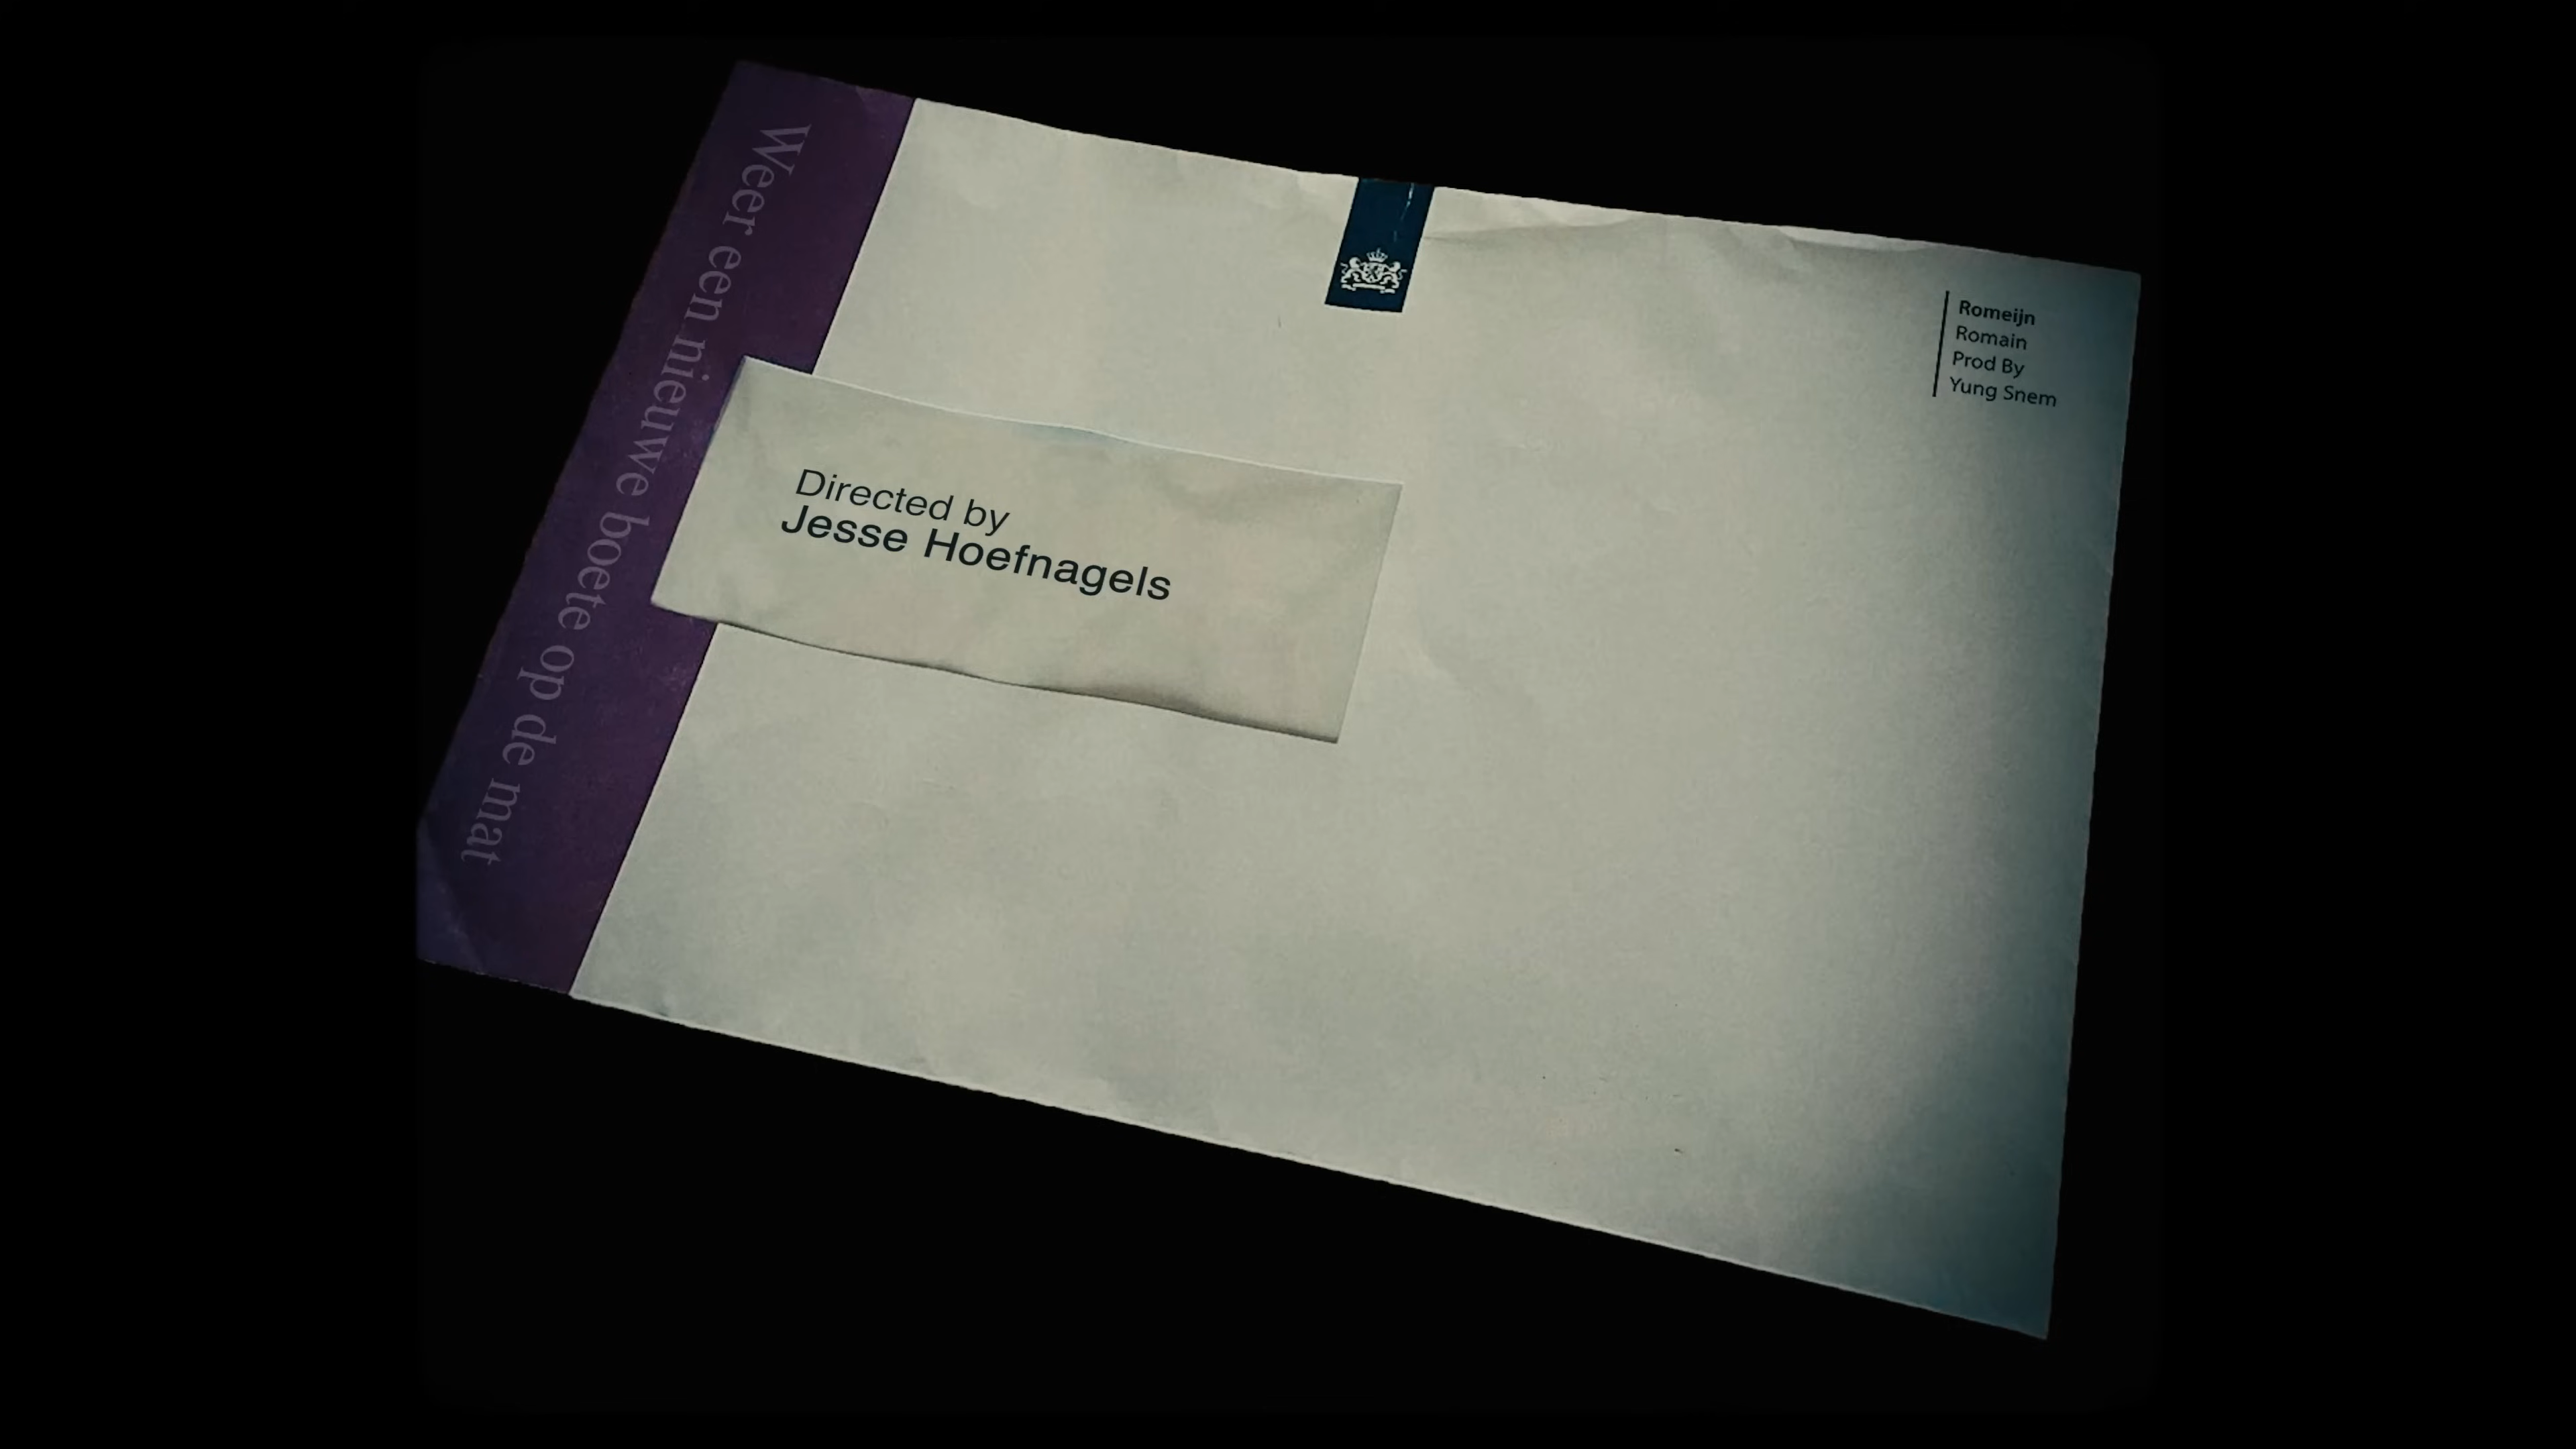 Weer een nieuwe boete op de mat
Romeijn
Romain
Prod By
Yung Snem
Directed by
Jesse Hoefnagels